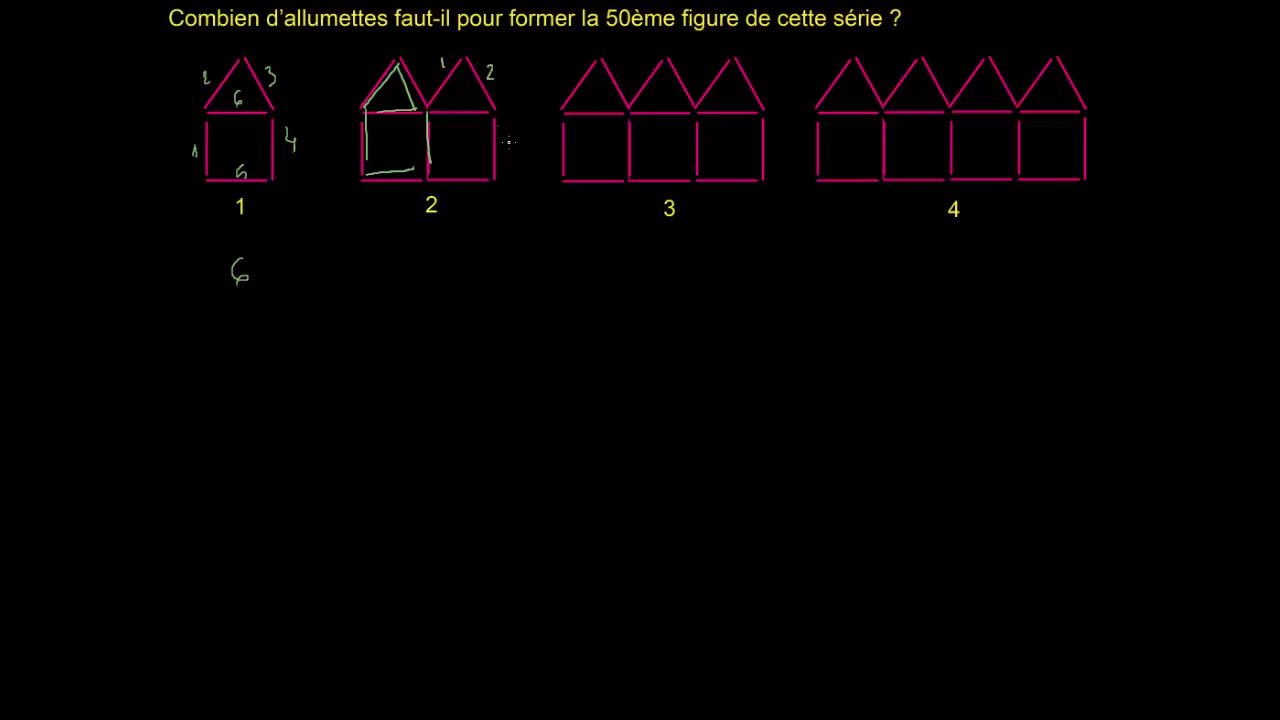 Combien d'allumettes faut-il pour former la 50ème figure de cette série ?
2 3 6 1 4 5
1 2
1 2 3 4
6